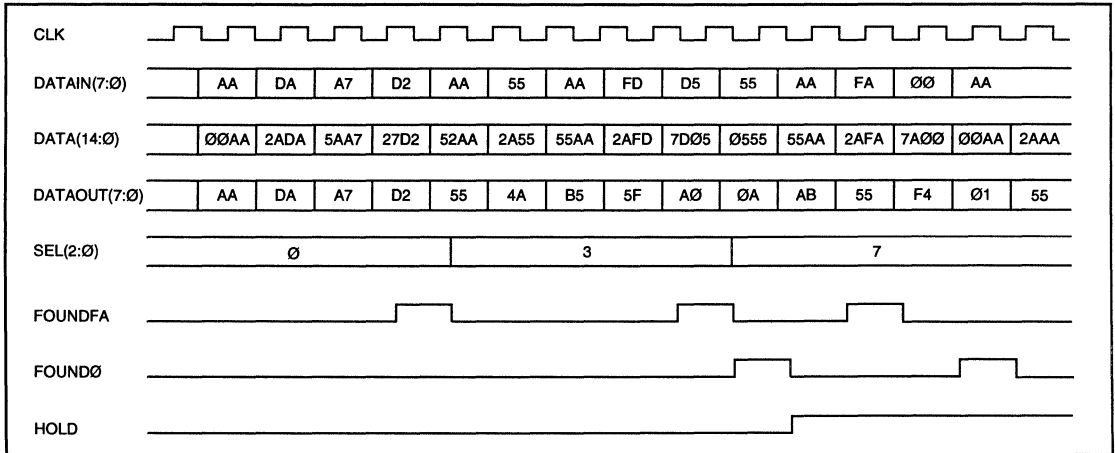 CLK
DATAIN(7:Ø) AA DA A7 D2 AA 55 AA FD D5 55 AA FA ØØ AA
DATA(14:Ø) ØØAA 2ADA 5AA7 27D2 52AA 2A55 55AA 2AFD 7DØ5 Ø555 55AA 2AFA 7AØØ ØØAA 2AAA
DATAOUT(7:Ø) AA DA A7 D2 55 4A B5 5F AØ ØA AB 55 F4 Ø1 55
SEL(2:Ø) Ø 3 7
FOUNDFA
FOUNDØ
HOLD